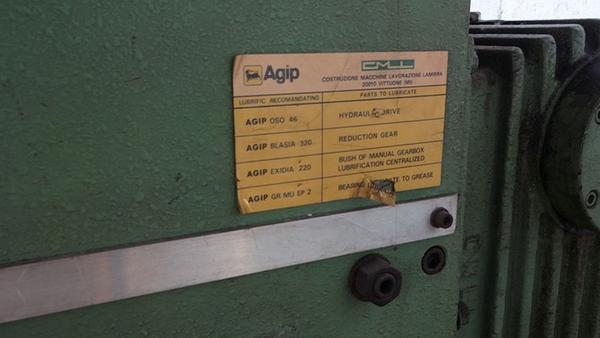 Agip
CMLL
COSTRUZIONE MACCHINE LAVORAZIONE LAMIERA
20010 VITTUONE (MI)
LUBRIFIC. RECOMANDATING PARTS TO LUBRICATE
AGIP OSO 46 HYDRAULIC DRIVE
AGIP BLASIA 320 REDUCTION GEAR
AGIP EXIDIA 220 BUSH OF MANUAL GEARBOX
LUBRIFICATION CENTRALIZED
AGIP GR MU EP 2 BEARING TO GREASE